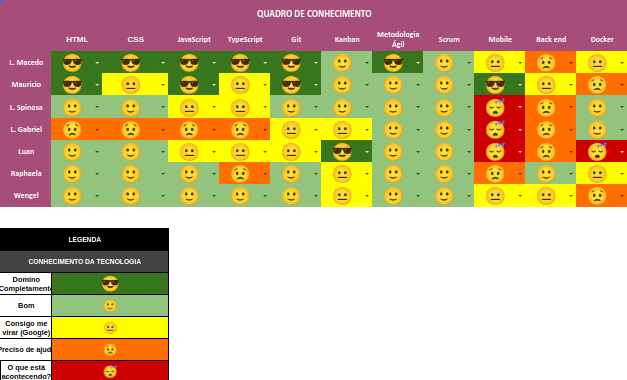 QUADRO DE CONHECIMENTO
HTML CSS JavaScript TypeScript Git Kanban Metodologia Ágil Scrum Mobile Back end Docker
L. Macedo
Mauricio
L. Spinosa
L. Gabriel
Luan
Raphaela
Wengel
LEGENDA
CONHECIMENTO DA TECNOLOGIA
Domino
Completamente
Bom
Consigo me
virar (Google)
Preciso de ajud
O que está
acontecendo?